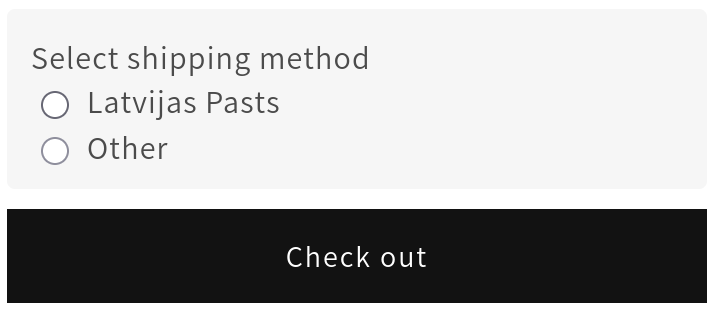 Select shipping method
Latvijas Pasts
Other
Check out